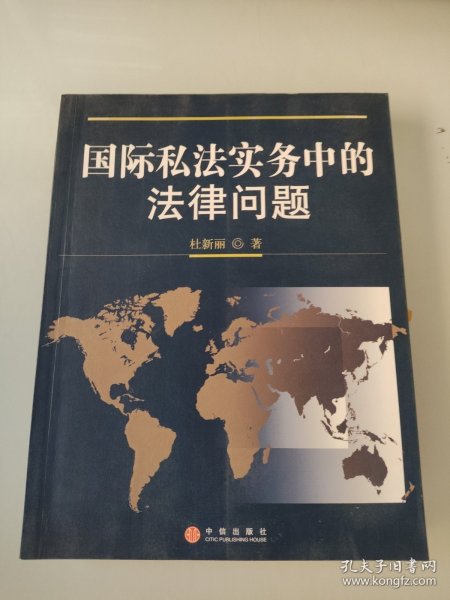 国际私法实务中的
法律问题
杜新丽 ◎ 著
中信出版社
CITIC PUBLISHING HOUSE
孔夫子旧书网
www.kongfz.com